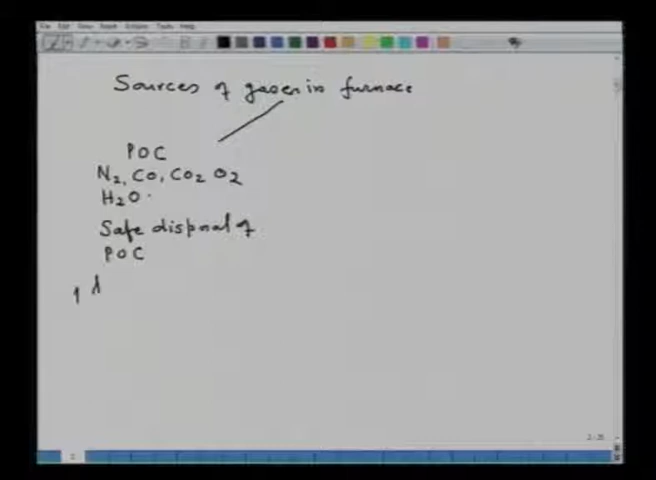 Sources of gases in furnace
POC
N2, CO, CO2 O2
H2O
Safe disposal of
POC